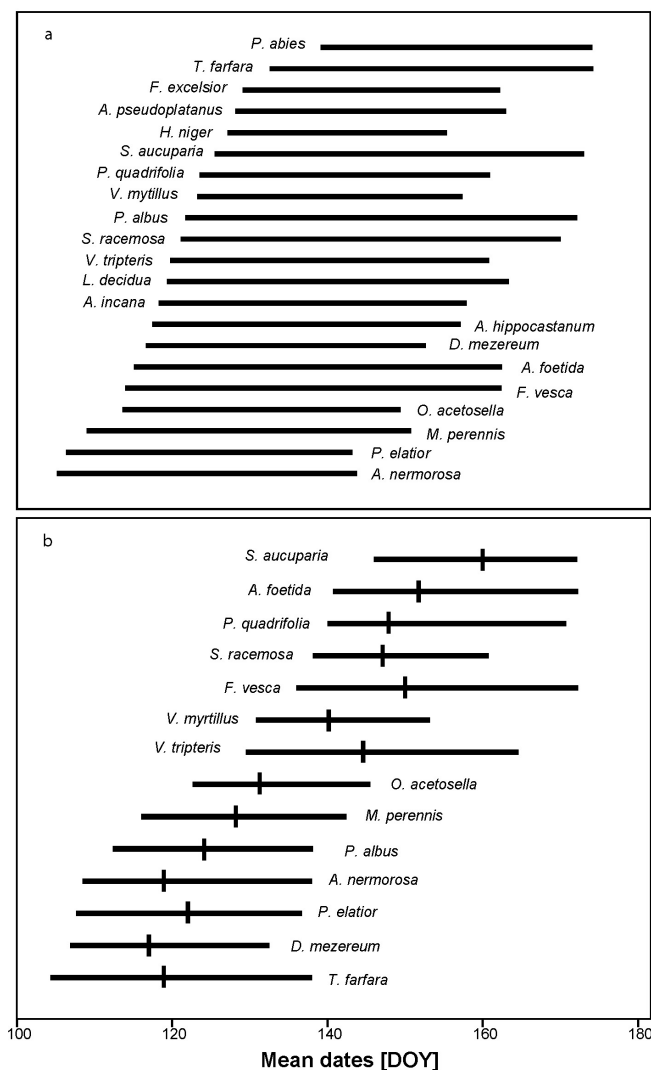 a
P. abies
T. farfara
F. excelsior
A. pseudoplatanus
H. niger
S. aucuparia
P. quadrifolia
V. mytillus
P. albus
S. racemosa
V. tripteris
L. decidua
A. incana
A. hippocastanum
D. mezereum
A. foetida
F. vesca
O. acetosella
M. perennis
P. elatior
A. nermorosa
b
S. aucuparia
A. foetida
P. quadrifolia
S. racemosa
F. vesca
V. myrtillus
V. tripteris
O. acetosella
M. perennis
P. albus
A. nermorosa
P. elatior
D. mezereum
T. farfara
100 120 140 160 180
Mean dates [DOY]